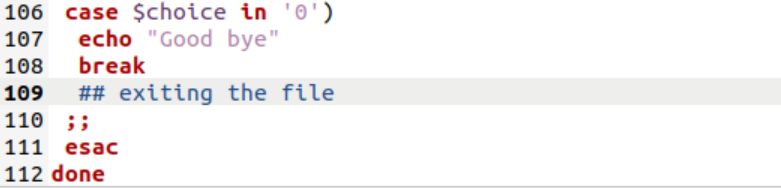 106 case $choice in '0')
107 echo "Good bye"
108 break
109 ## exiting the file
110 ;;
111 esac
112 done